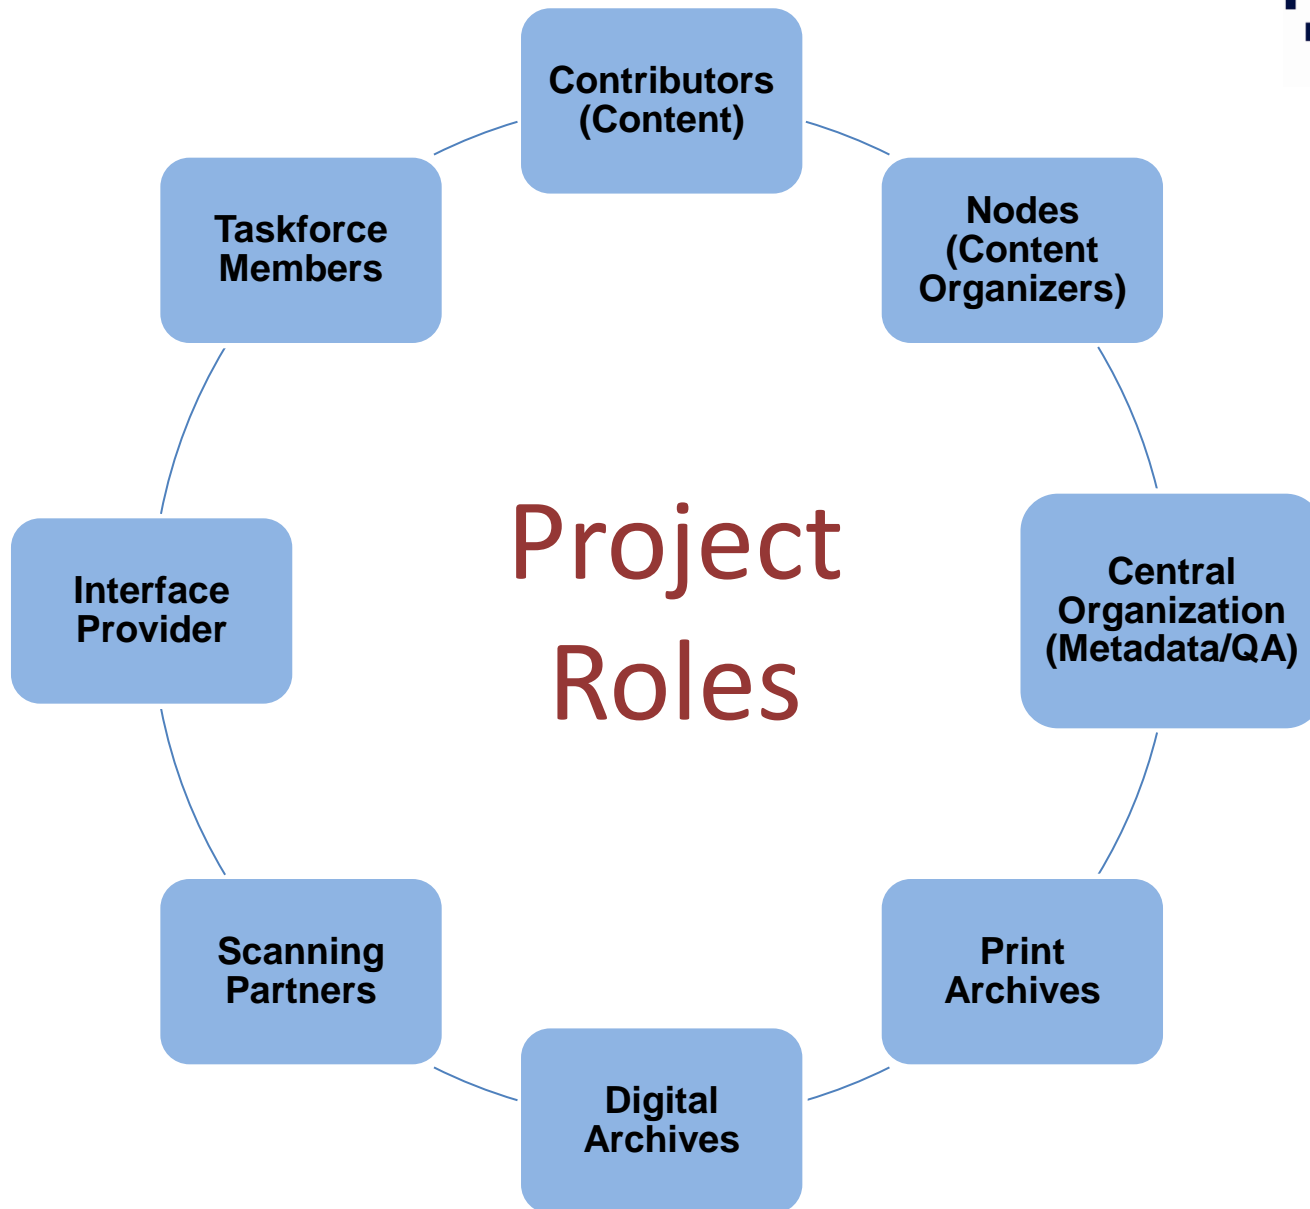 Contributors
(Content)
Nodes
(Content
Organizers)
Central
Organization
(Metadata/QA)
Print
Archives
Digital
Archives
Scanning
Partners
Interface
Provider
Taskforce
Members
Project
Roles